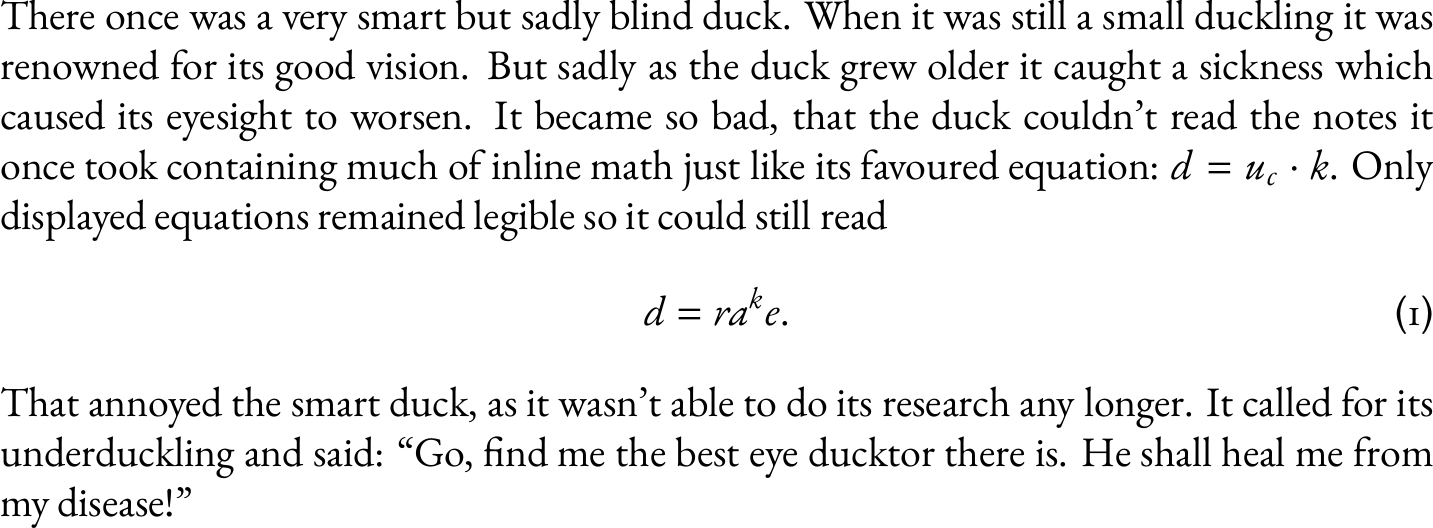 There once was a very smart but sadly blind duck. When it was still a small duckling it was
renowned for its good vision. But sadly as the duck grew older it caught a sickness which
caused its eyesight to worsen. It became so bad, that the duck couldn’t read the notes it
once took containing much of inline math just like its favoured equation: d = u_c · k. Only
displayed equations remained legible so it could still read
d = ra^k e. (1)
That annoyed the smart duck, as it wasn’t able to do its research any longer. It called for its
underduckling and said: “Go, find me the best eye ducktor there is. He shall heal me from
my disease!”